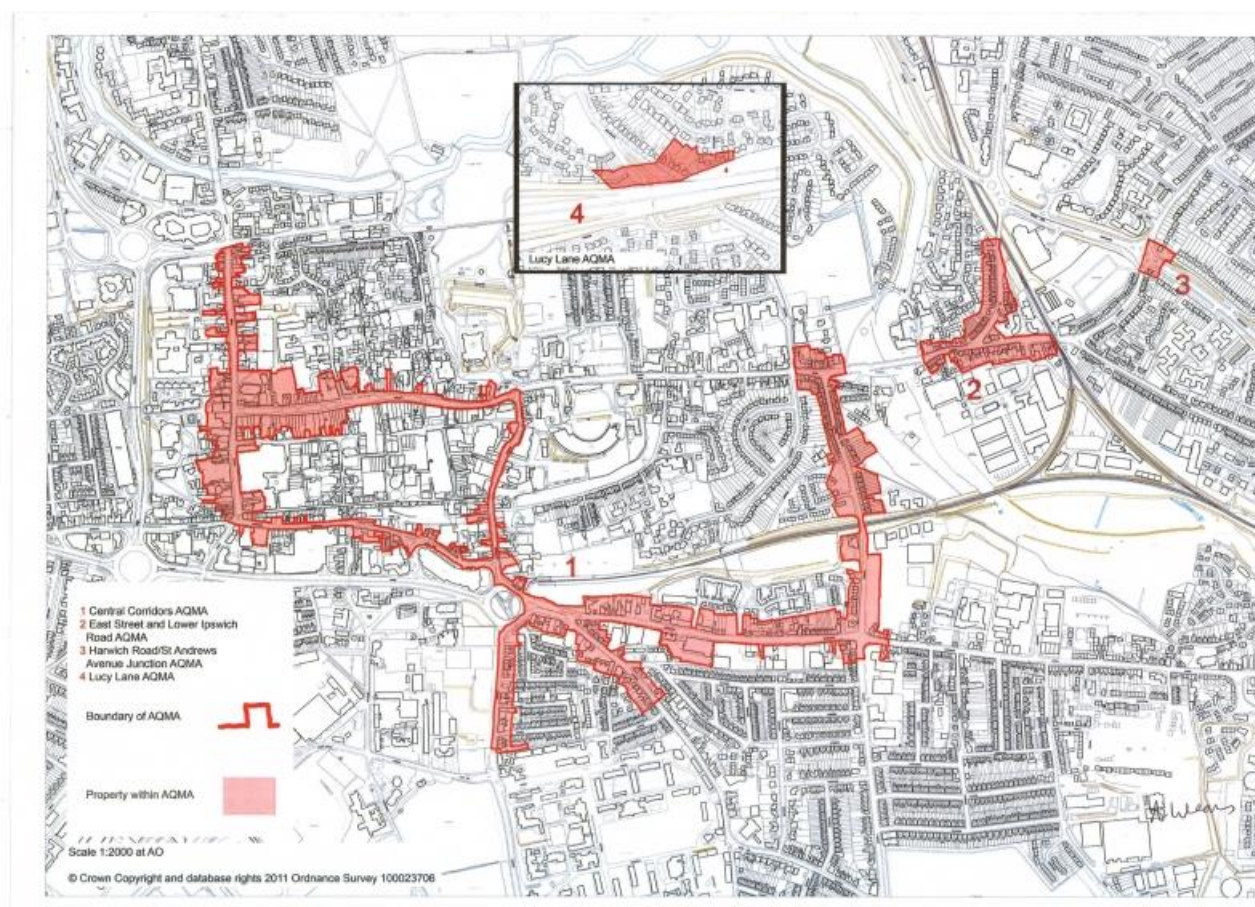 4
4
Lucy Lane AQMA
3
2
1
1 Central Corridors AQMA
2 East Street and Lower Ipswich
Road AQMA
3 Harwich Road/St Andrews
Avenue Junction AQMA
4 Lucy Lane AQMA
Boundary of AQMA
Property within AQMA
Scale 1:2000 at AO
© Crown Copyright and database rights 2011 Ordnance Survey 100023706